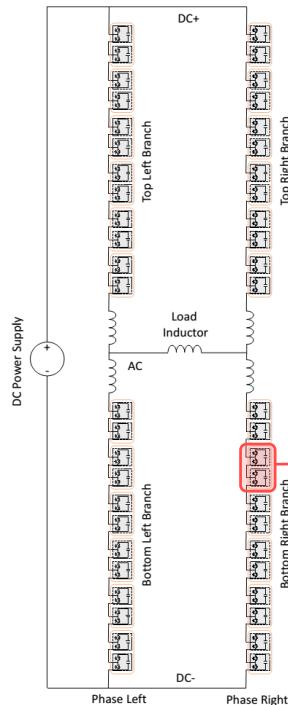 DC+
Top Left Branch
Top Right Branch
Load
Inductor
DC Power Supply
+
-
AC
Bottom Left Branch
Bottom Right Branch
DC-
Phase Left
Phase Right